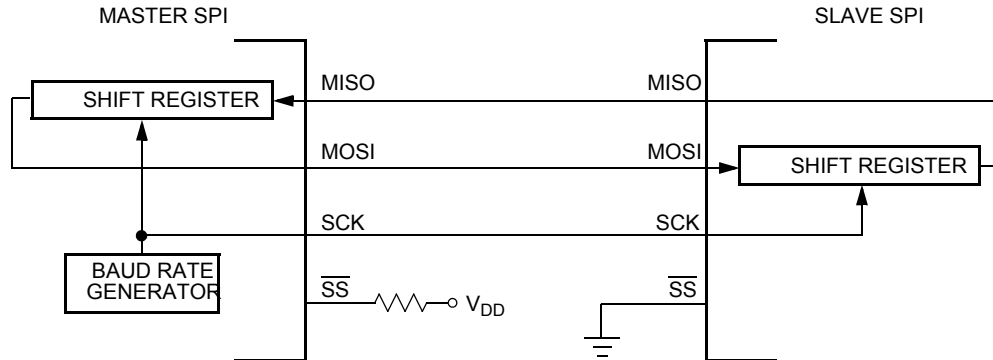 MASTER SPI
SLAVE SPI
MISO
MISO
SHIFT REGISTER
MOSI
MOSI
SHIFT REGISTER
SCK
SCK
BAUD RATE
GENERATOR
SS
VDD
SS